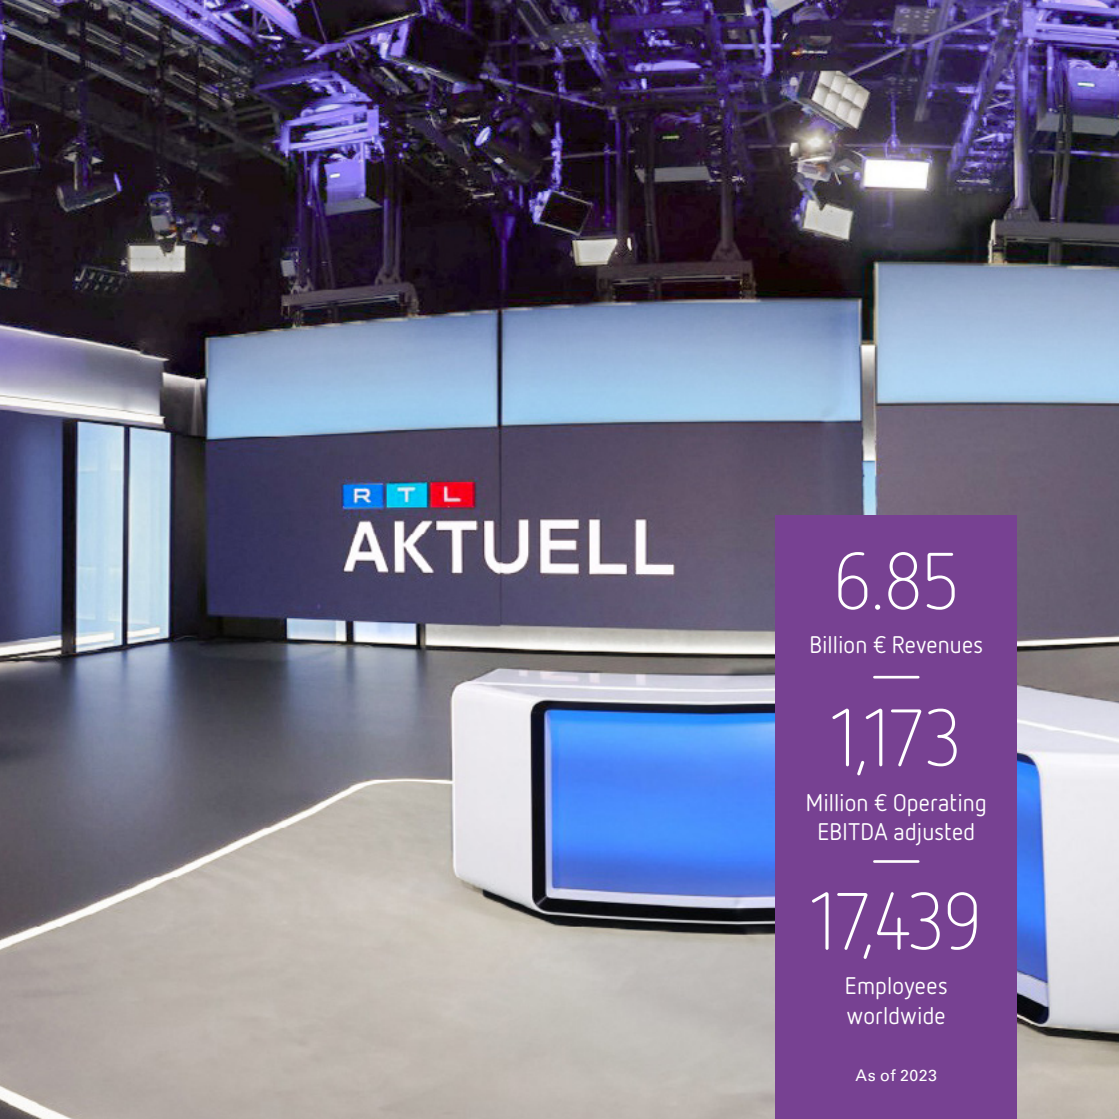 RTL
AKTUELL
6.85
Billion € Revenues
1,173
Million € Operating
EBITDA adjusted
17,439
Employees
worldwide
As of 2023